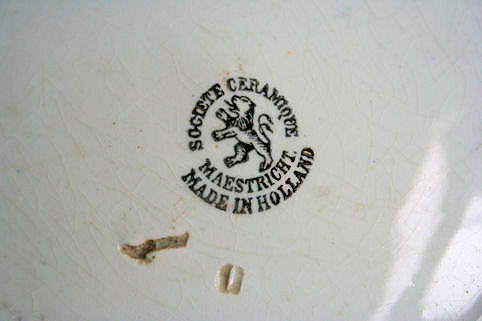 SOCIETE CERAMIQUE
MAESTRICHT.
MADE IN HOLLAND